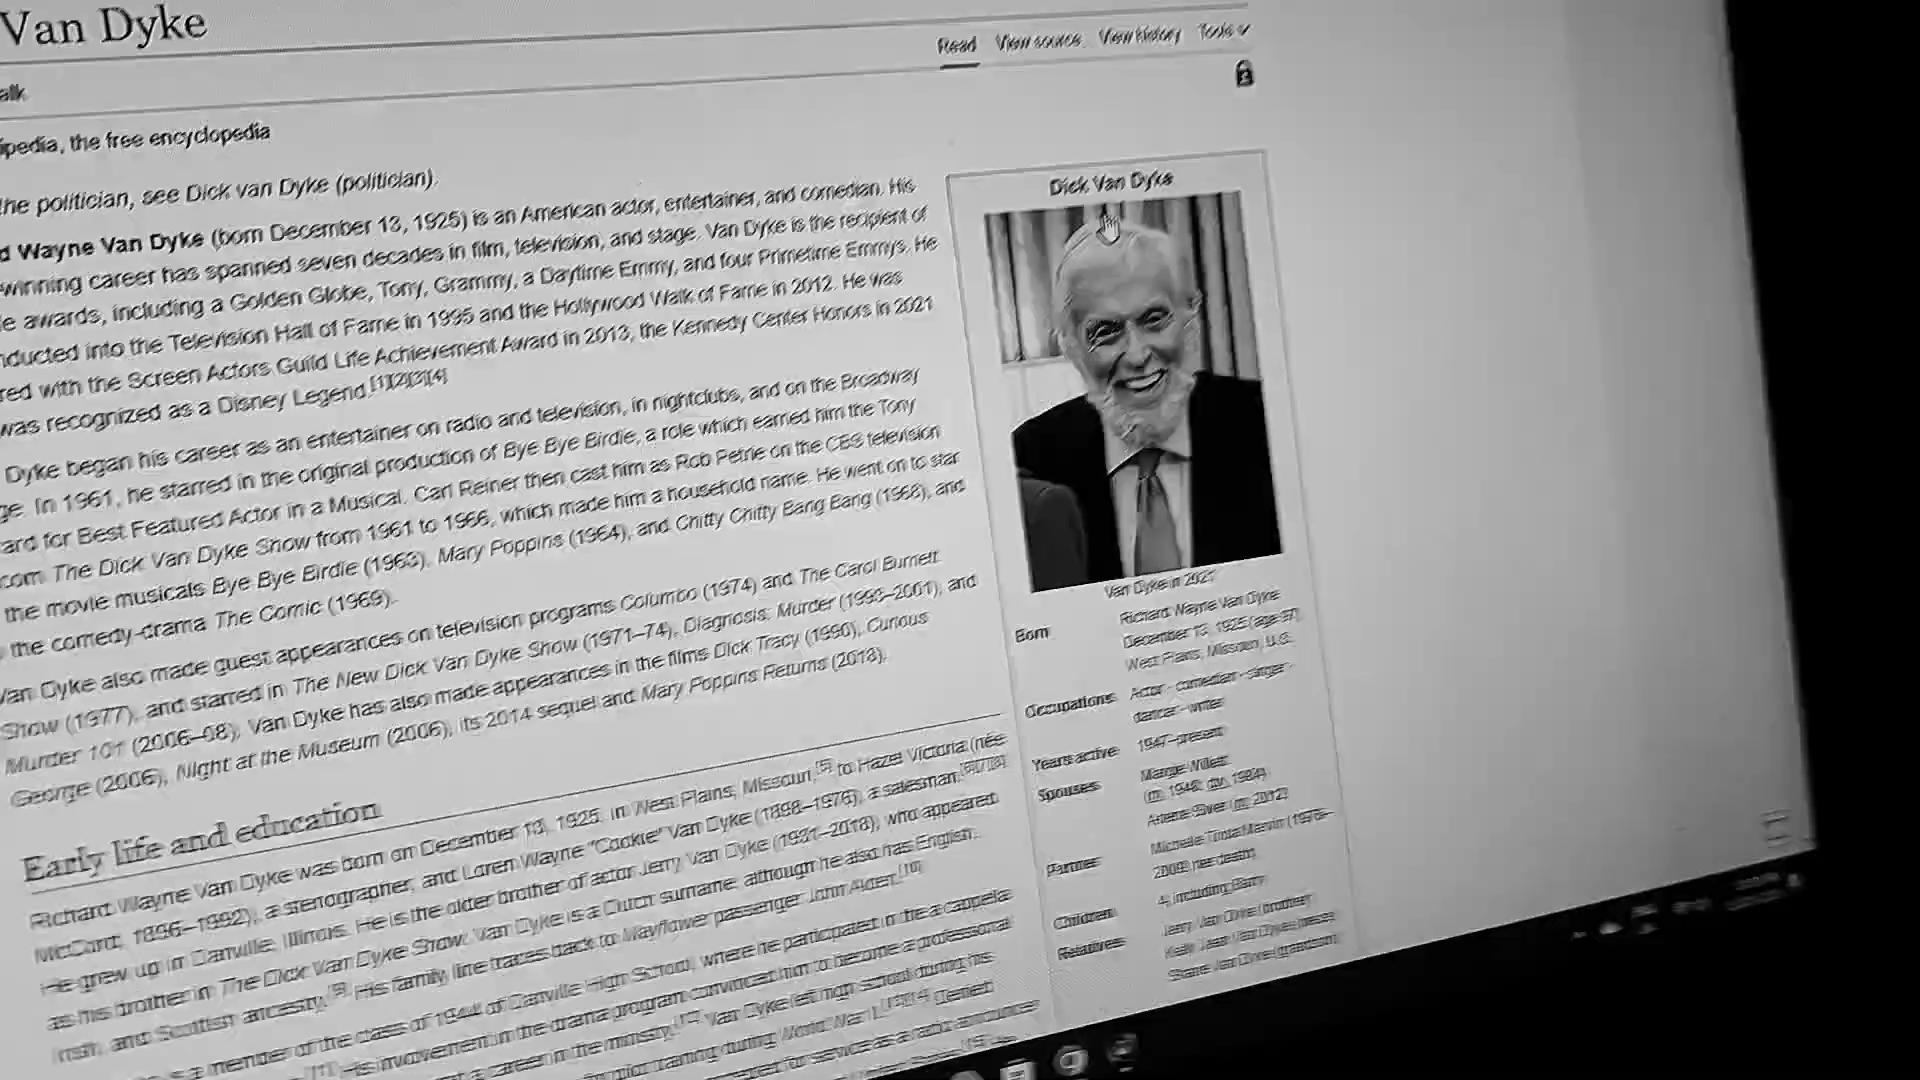 Van Dyke
Read View source View history Tools
alk
ipedia, the free encyclopedia
the politician, see Dick van Dyke (politician).
d Wayne Van Dyke (born December 13, 1925) is an American actor, entertainer, and comedian. His
winning career has spanned seven decades in film, television, and stage. Van Dyke is the recipient of
le awards, including a Golden Globe, Tony, Grammy, a Daytime Emmy, and four Primetime Emmys. He
nducted into the Television Hall of Fame in 1995 and the Hollywood Walk of Fame in 2012. He was
red with the Screen Actors Guild Life Achievement Award in 2013, the Kennedy Center Honors in 2021
was recognized as a Disney Legend.[1][2][3][4]
Dyke began his career as an entertainer on radio and television, in nightclubs, and on the Broadway
ge. In 1961, he starred in the original production of Bye Bye Birdie, a role which earned him the Tony
ard for Best Featured Actor in a Musical. Carl Reiner then cast him as Rob Petrie on the CBS television
com The Dick Van Dyke Show from 1961 to 1966, which made him a household name. He went on to star
the movie musicals Bye Bye Birdie (1963), Mary Poppins (1964), and Chitty Chitty Bang Bang (1968), and
the comedy-drama The Comic (1969).
Van Dyke also made guest appearances on television programs Columbo (1974) and The Carol Burnett
Show (1977), and starred in The New Dick Van Dyke Show (1971–74), Diagnosis: Murder (1993–2001), and
Murder 101 (2006–08). Van Dyke has also made appearances in the films Dick Tracy (1990), Curious
George (2006), Night at the Museum (2006), its 2014 sequel and Mary Poppins Returns (2018).
Early life and education
Richard Wayne Van Dyke was born on December 13, 1925, in West Plains, Missouri,[5] to Hazel Victoria (née
McCord; 1896–1992), a stenographer, and Loren Wayne "Cookie" Van Dyke (1898–1976), a salesman.[6][7][8]
He grew up in Danville, Illinois. He is the older brother of actor Jerry Van Dyke (1931–2018), who appeared
as his brother in The Dick Van Dyke Show. Van Dyke is a Dutch surname, although he also has English,
Irish, and Scottish ancestry.[9] His family line traces back to Mayflower passenger John Alden.[10]
s a member of the class of 1944 of Danville High School, where he participated in the a cappella
His involvement in the drama program convinced him to become a professional
a career in the ministry. Van Dyke left high school during his
training during World War II. Denied
for service as a radio announcer
Dick Van Dyke
Van Dyke in 2021
Born Richard Wayne Van Dyke
December 13, 1925 (age 97)
West Plains, Missouri, U.S.
Occupations Actor · comedian · singer ·
dancer · writer
Years active 1947–present
Spouses Margie Willett
(m. 1948; div. 1984)
Arlene Silver (m. 2012)
Partner Michelle Triola Marvin (1976–
2009; her death)
Children 4, including Barry
Relatives Jerry Van Dyke (brother)
Kelly Jean Van Dyke (niece)
Shane Van Dyke (grandson)